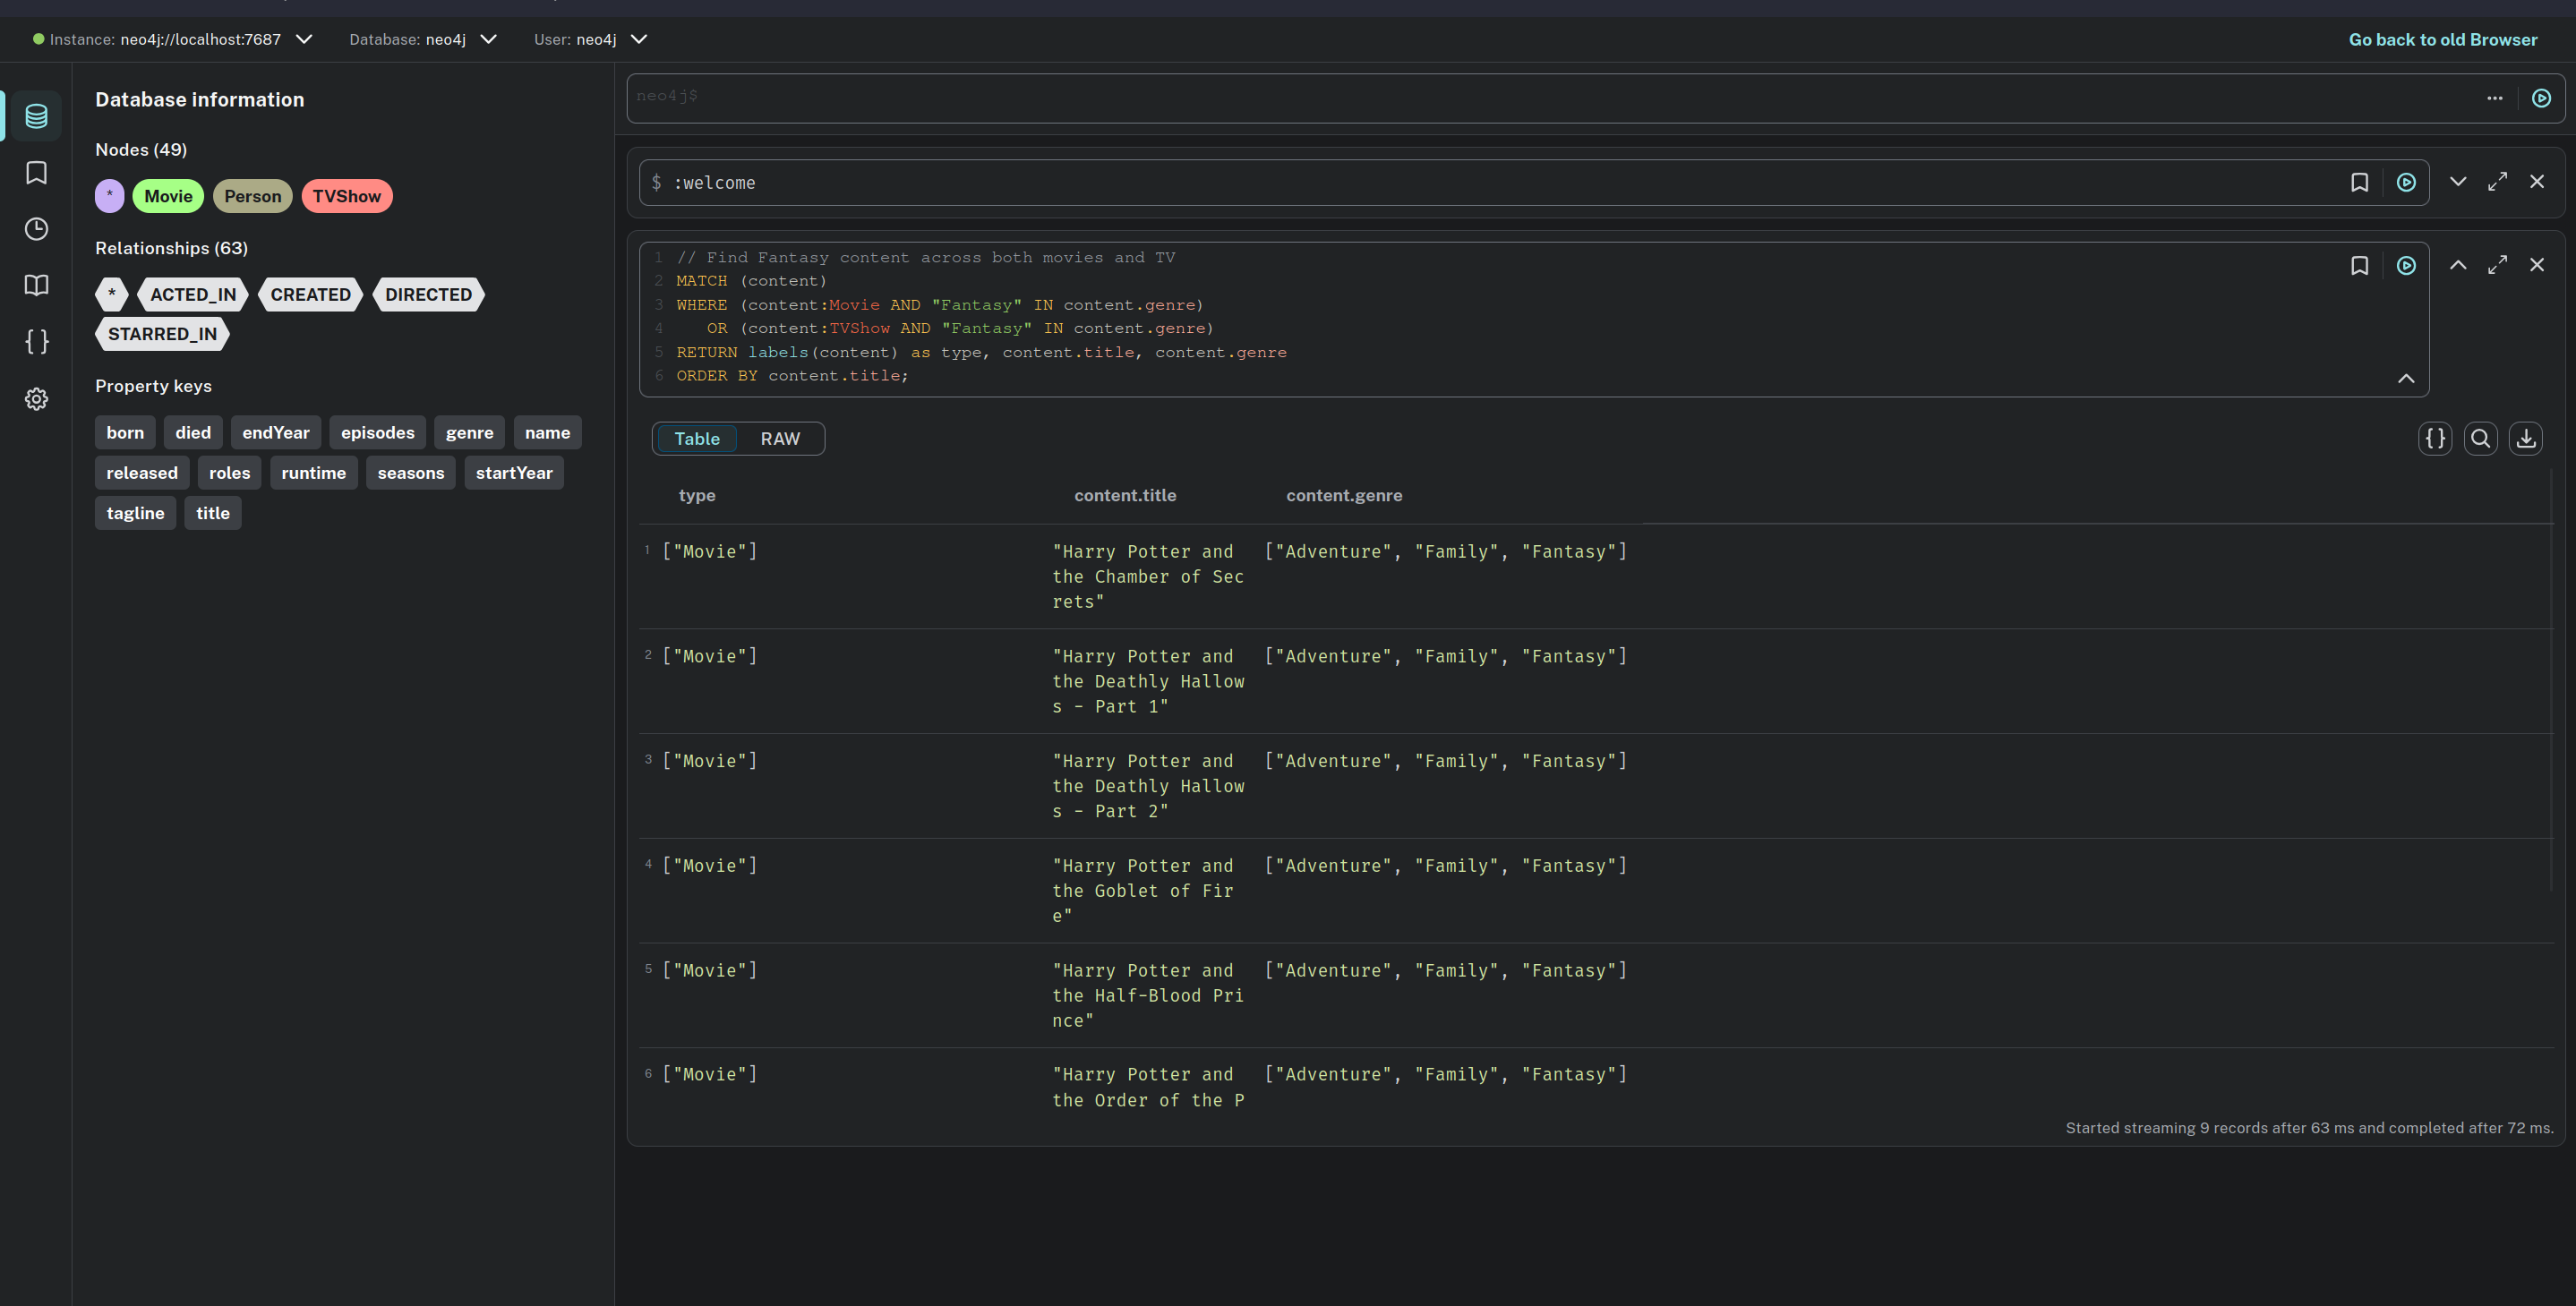 Instance: neo4j://localhost:7687 Database: neo4j User: neo4j Go back to old Browser
Database information
Nodes (49)
* Movie Person TVShow
Relationships (63)
* ACTED_IN CREATED DIRECTED
STARRED_IN
Property keys
born died endYear episodes genre name
released roles runtime seasons startYear
tagline title
neo4j$
$ :welcome
1 // Find Fantasy content across both movies and TV
2 MATCH (content)
3 WHERE (content:Movie AND "Fantasy" IN content.genre)
4 OR (content:TVShow AND "Fantasy" IN content.genre)
5 RETURN labels(content) as type, content.title, content.genre
6 ORDER BY content.title;
Table RAW
type content.title content.genre
1 ["Movie"] "Harry Potter and ["Adventure", "Family", "Fantasy"]
the Chamber of Sec
rets"
2 ["Movie"] "Harry Potter and ["Adventure", "Family", "Fantasy"]
the Deathly Hallow
s - Part 1"
3 ["Movie"] "Harry Potter and ["Adventure", "Family", "Fantasy"]
the Deathly Hallow
s - Part 2"
4 ["Movie"] "Harry Potter and ["Adventure", "Family", "Fantasy"]
the Goblet of Fir
e"
5 ["Movie"] "Harry Potter and ["Adventure", "Family", "Fantasy"]
the Half-Blood Pri
nce"
6 ["Movie"] "Harry Potter and ["Adventure", "Family", "Fantasy"]
the Order of the P
Started streaming 9 records after 63 ms and completed after 72 ms.